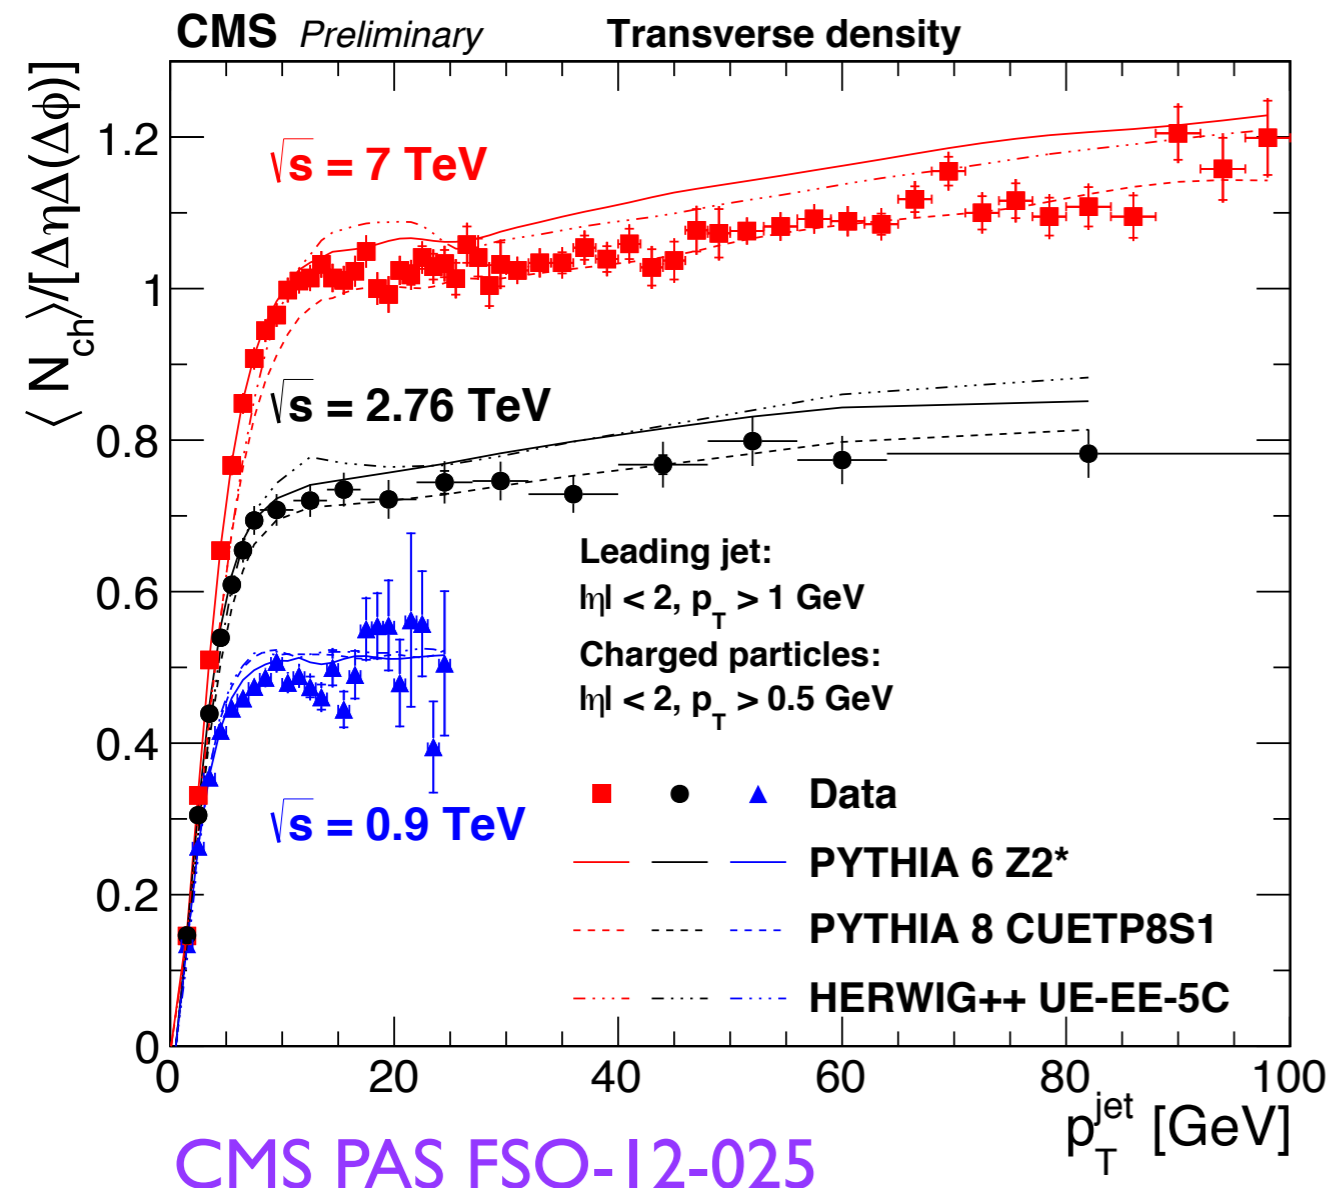 CMS Preliminary Transverse density
⟨ N_ch ⟩/[ΔηΔ(Δϕ)]
1.2
1
0.8
0.6
0.4
0.2
0
√s = 7 TeV
√s = 2.76 TeV
√s = 0.9 TeV
Leading jet:
|η| < 2, p_T > 1 GeV
Charged particles:
|η| < 2, p_T > 0.5 GeV
Data
PYTHIA 6 Z2*
PYTHIA 8 CUETP8S1
HERWIG++ UE-EE-5C
0 20 40 60 80 100
p_T^jet [GeV]
CMS PAS FSO-12-025